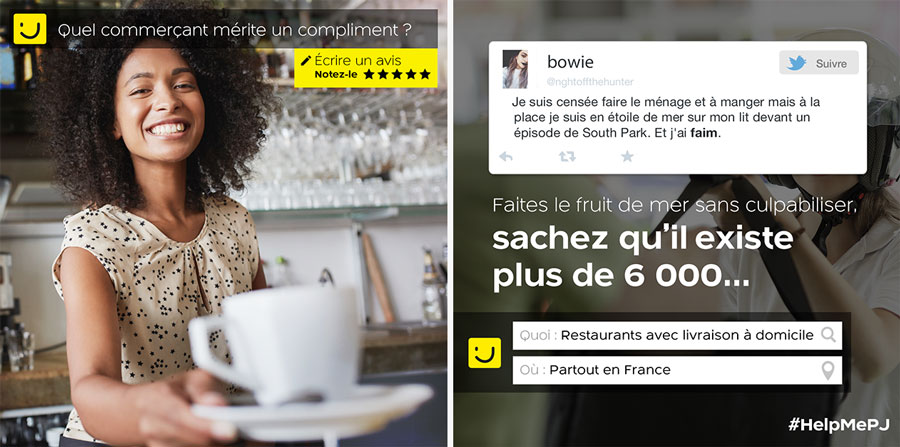 Quel commerçant mérite un compliment ?
Écrire un avis
Notez-le ★★★★★
bowie
@nghtoffthehunter
Suivre
Je suis censée faire le ménage et à manger mais à la
place je suis en étoile de mer sur mon lit devant un
épisode de South Park. Et j'ai faim.
Faites le fruit de mer sans culpabiliser,
sachez qu'il existe
plus de 6 000...
Quoi : Restaurants avec livraison à domicile
Où : Partout en France
#HelpMePJ